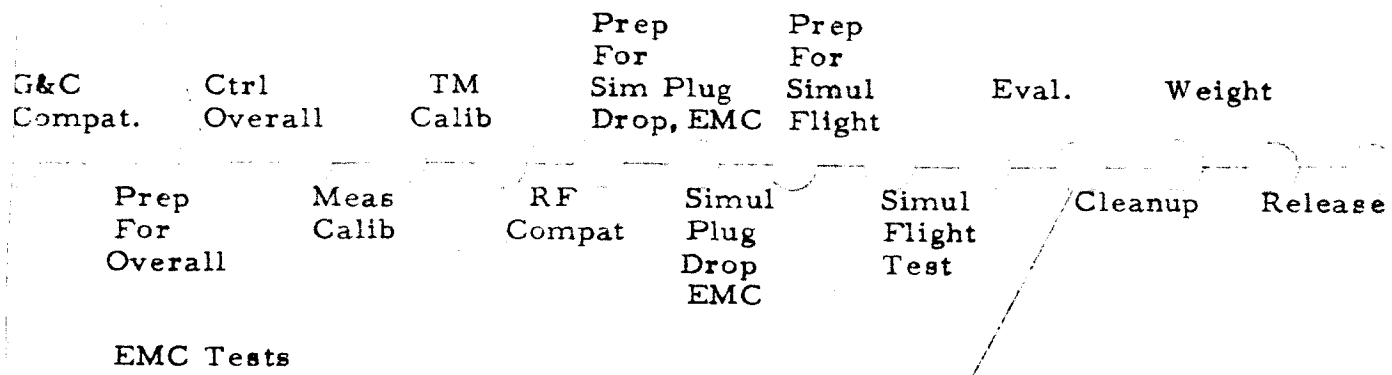 Prep Prep
For For
G&C Ctrl TM Sim Plug Simul Eval. Weight
Compat. Overall Calib Drop, EMC Flight
Prep Meas RF Simul Simul Cleanup Release
For Calib Compat Plug Flight
Overall Drop Test
EMC
EMC Tests